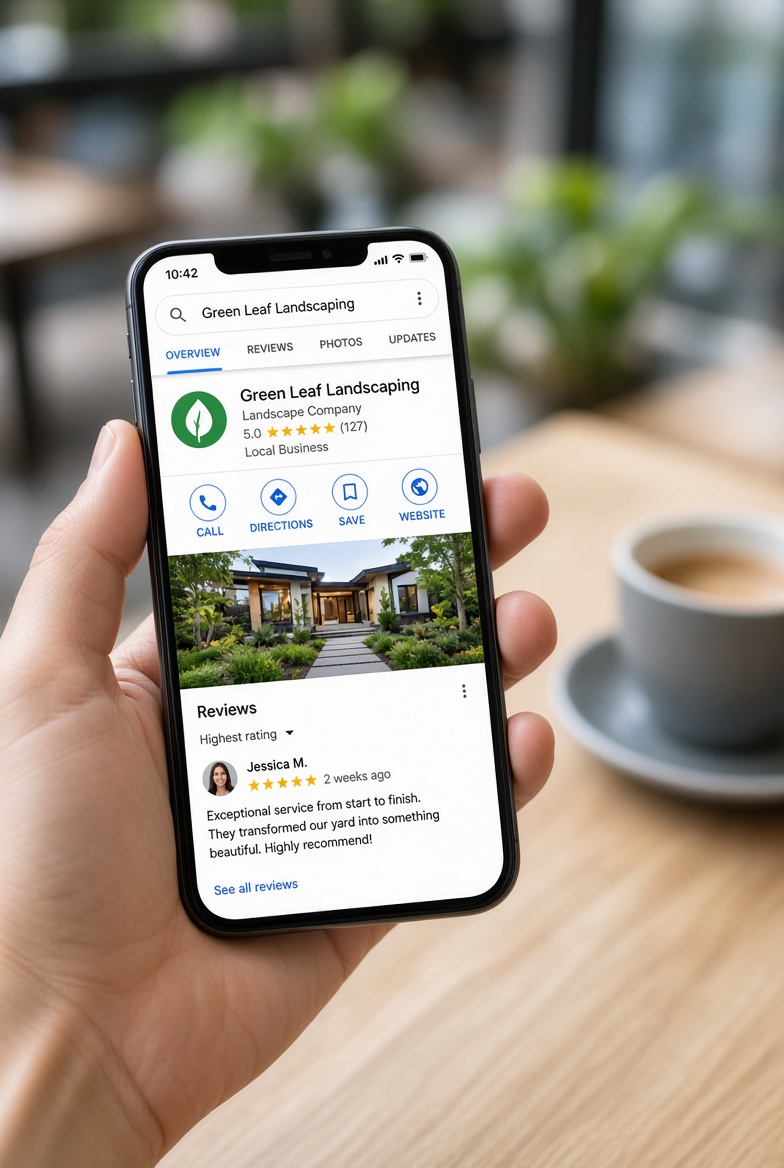 10:42
Green Leaf Landscaping
OVERVIEW REVIEWS PHOTOS UPDATES
Green Leaf Landscaping
Landscape Company
5.0 ★★★★★ (127)
Local Business
CALL DIRECTIONS SAVE WEBSITE
Reviews
Highest rating
Jessica M.
★★★★★ 2 weeks ago
Exceptional service from start to finish.
They transformed our yard into something
beautiful. Highly recommend!
See all reviews